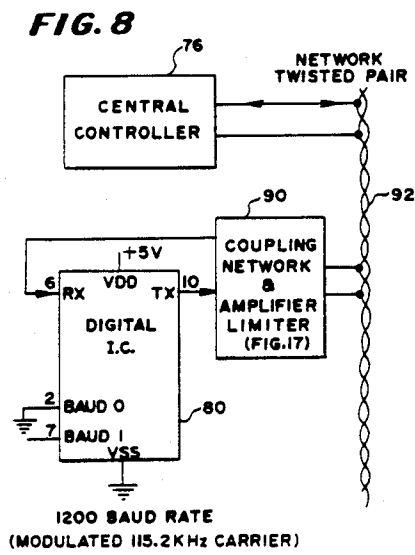 FIG. 8
76
NETWORK
TWISTED PAIR
CENTRAL
CONTROLLER
92
90
COUPLING
NETWORK
&
AMPLIFIER
LIMITER
(FIG.17)
+5V
6 RX VDD TX 10
DIGITAL
I.C.
2 BAUD 0
80
7 BAUD 1
VSS
1200 BAUD RATE
(MODULATED 115.2KHz CARRIER)